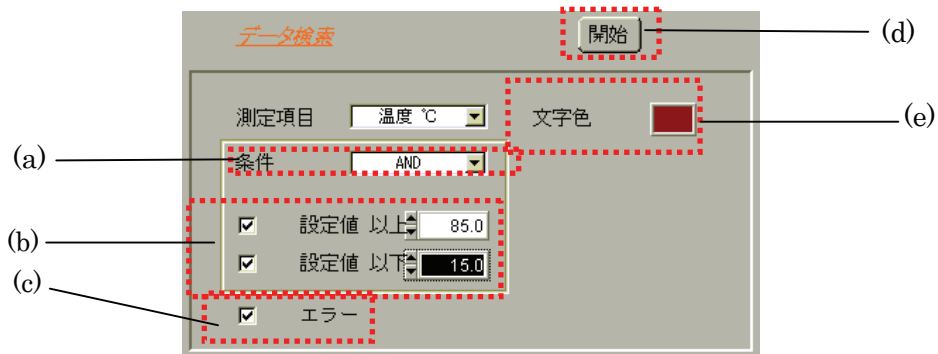 データ検索
開始
(d)
測定項目 温度 ℃
文字色
(e)
(a)
条件 AND
(b)
設定値 以上 85.0
設定値 以下 15.0
(c)
エラー